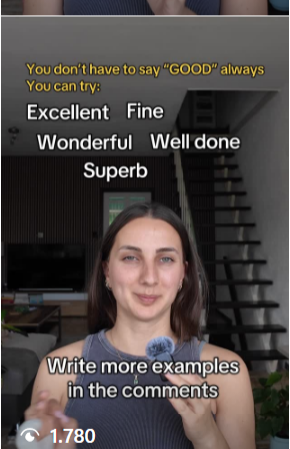 You don't have to say “GOOD” always
You can try:
Excellent Fine
Wonderful Well done
Superb
Write more examples
in the comments
1.780